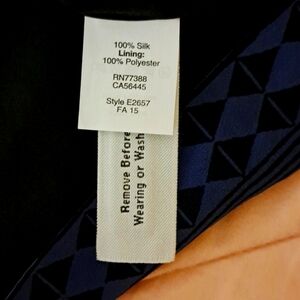 100% Silk
Lining:
100% Polyester
RN77388
CA56445
Style E2657
FA 15
Remove Before
Wearing or Wash